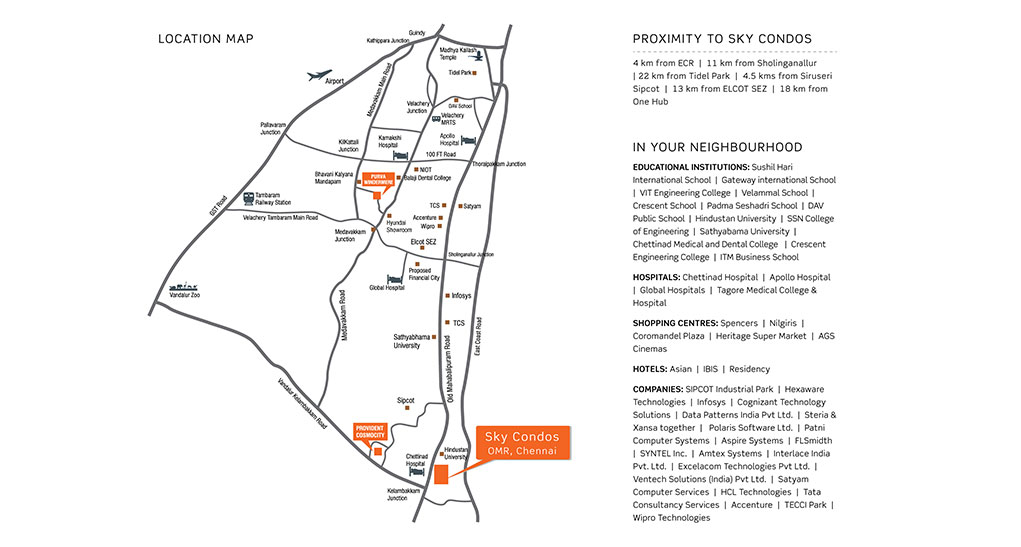 LOCATION MAP
Guindy
Kathippara Junction
Madhya Kailash
Temple
Tidel Park
Airport
Medavakkam Main Road
Velachery
Junction
DAV School
Velachery
MRTS
Pallavaram
Junction
KilKattali
Junction
Kamakshi
Hospital
Apollo
Hospital
100 FT Road
Thoraipakkam Junction
Bhavani Kalyana
Mandapam
PURVA
WINDERMERE
NIOT
Balaji Dental College
Tambaram
Railway Station
GST Road
Velachery Tambaram Main Road
TCS
Satyam
Accenture
Wipro
Hyundai
Showroom
Medavakkam
Junction
Elcot SEZ
Sholinganallur Junction
Proposed
Financial City
Global Hospital
Vandalur Zoo
Medavakkam Road
Infosys
TCS
Sathyabhama
University
Old Mahabalipuram Road
East Coast Road
Vandalur Kelambakkam Road
Sipcot
PROVIDENT
COSMOCITY
Sky Condos
OMR, Chennai
Hindustan
University
Chettinad
Hospital
Kelambakkam
Junction
PROXIMITY TO SKY CONDOS
4 km from ECR | 11 km from Sholinganallur
| 22 km from Tidel Park | 4.5 kms from Siruseri
Sipcot | 13 km from ELCOT SEZ | 18 km from
One Hub
IN YOUR NEIGHBOURHOOD
EDUCATIONAL INSTITUTIONS: Sushil Hari
International School | Gateway international School
| VIT Engineering College | Velammal School |
Crescent School | Padma Seshadri School | DAV
Public School | Hindustan University | SSN College
of Engineering | Sathyabama University |
Chettinad Medical and Dental College | Crescent
Engineering College | ITM Business School
HOSPITALS: Chettinad Hospital | Apollo Hospital
| Global Hospitals | Tagore Medical College &
Hospital
SHOPPING CENTRES: Spencers | Nilgiris |
Coromandel Plaza | Heritage Super Market | AGS
Cinemas
HOTELS: Asian | IBIS | Residency
COMPANIES: SIPCOT Industrial Park | Hexaware
Technologies | Infosys | Cognizant Technology
Solutions | Data Patterns India Pvt Ltd. | Steria &
Xansa together | Polaris Software Ltd. | Patni
Computer Systems | Aspire Systems | FLSmidth
| SYNTEL Inc. | Amtex Systems | Interlace India
Pvt. Ltd. | Excelacom Technologies Pvt Ltd. |
Ventech Solutions (India) Pvt Ltd. | Satyam
Computer Services | HCL Technologies | Tata
Consultancy Services | Accenture | TECCI Park |
Wipro Technologies